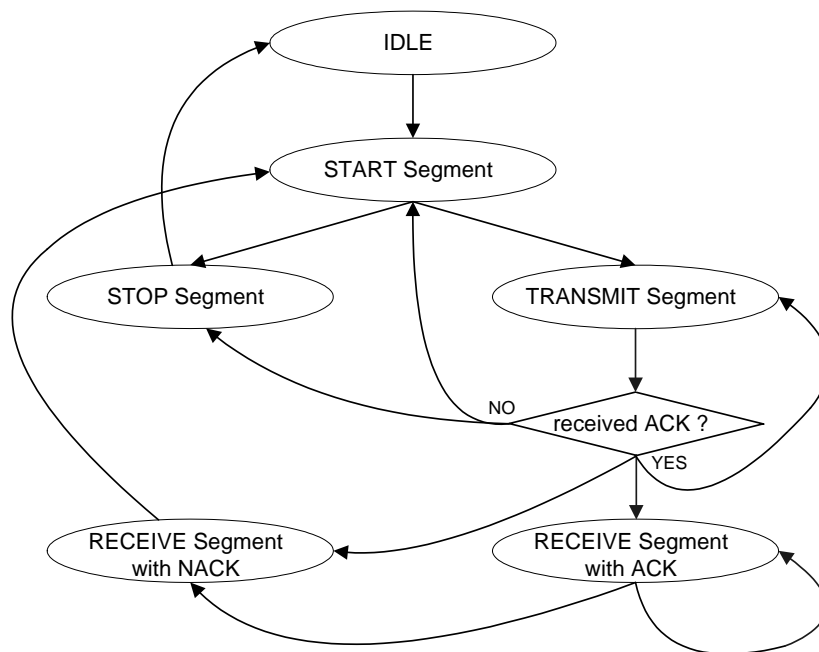 IDLE
START Segment
STOP Segment
TRANSMIT Segment
NO
received ACK ?
YES
RECEIVE Segment
with NACK
RECEIVE Segment
with ACK